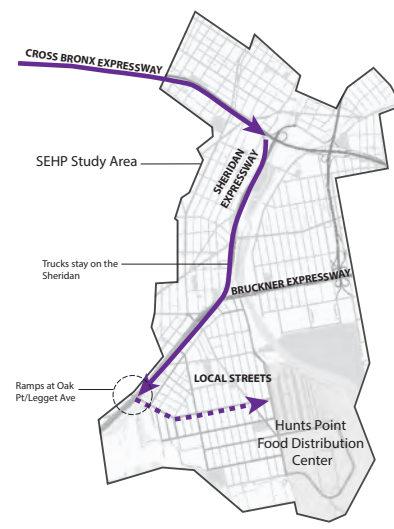 CROSS BRONX EXPRESSWAY
SEHP Study Area
SHERIDAN
EXPRESSWAY
Trucks stay on the
Sheridan
BRUCKNER EXPRESSWAY
Ramps at Oak
Pt/Legget Ave
LOCAL STREETS
Hunts Point
Food Distribution
Center